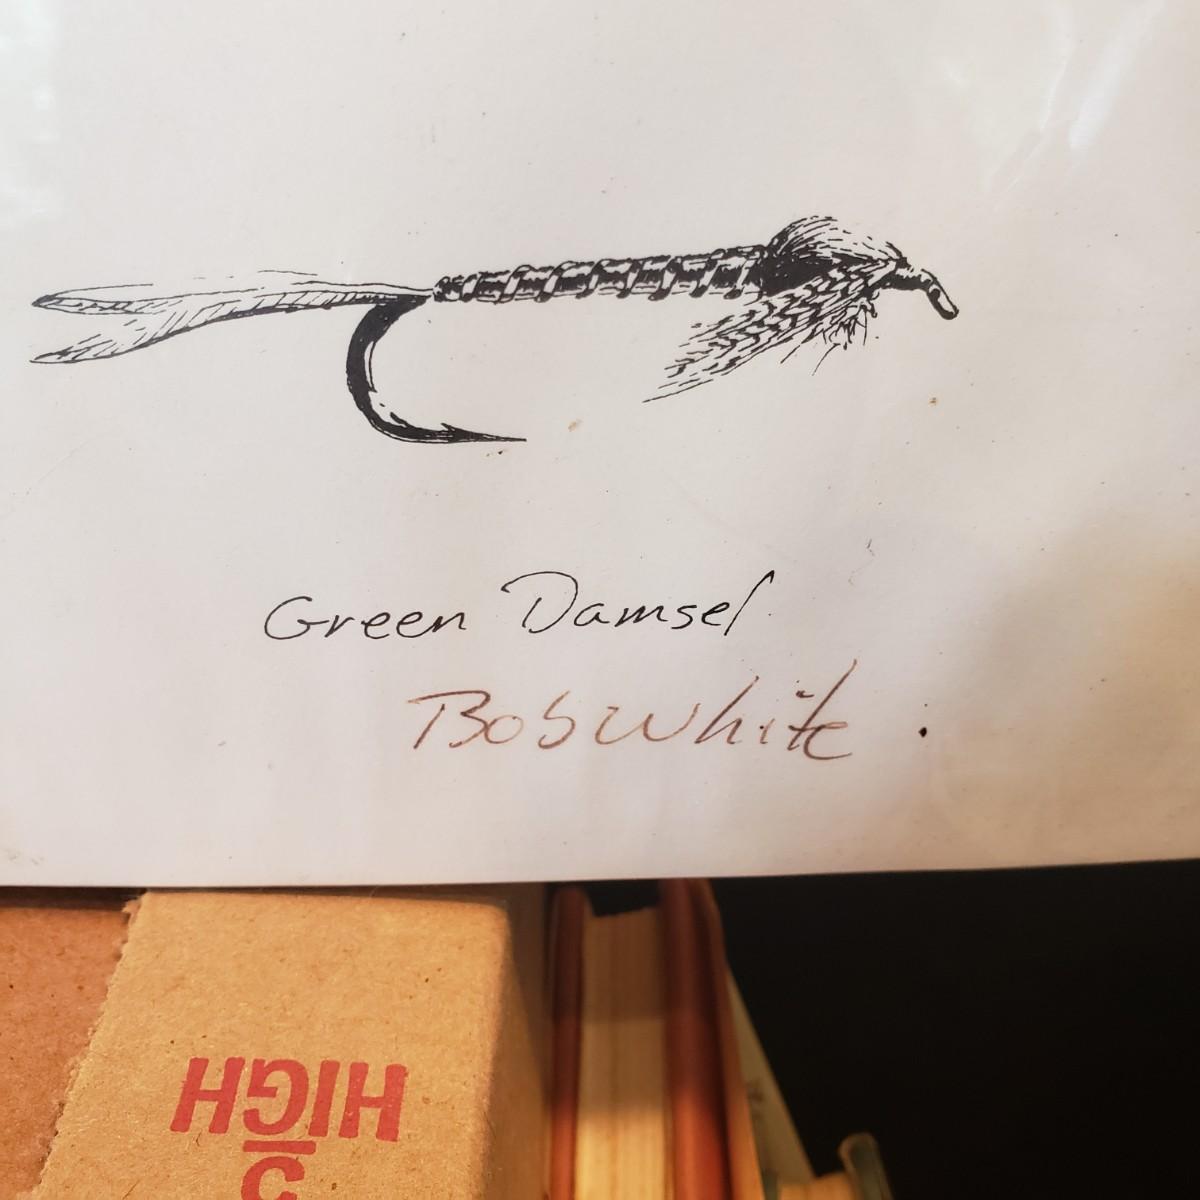 Green Damsel
Bob White
HIGH